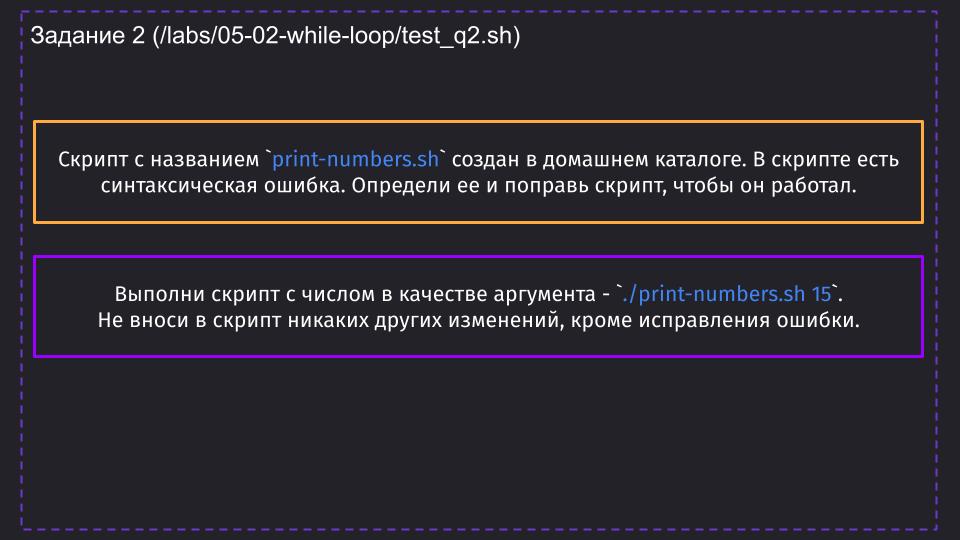 Задание 2 (/labs/05-02-while-loop/test_q2.sh)
Скрипт с названием `print-numbers.sh` создан в домашнем каталоге. В скрипте есть
синтаксическая ошибка. Определи ее и поправь скрипт, чтобы он работал.
Выполни скрипт с числом в качестве аргумента - `./print-numbers.sh 15`.
Не вноси в скрипт никаких других изменений, кроме исправления ошибки.